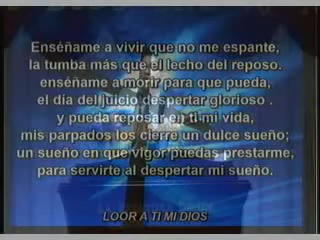 Enséñame a vivir que no me espante,
la tumba más que el lecho del reposo.
enséñame a morir para que pueda,
el día del juicio despertar glorioso .
y pueda reposar en ti mi vida,
mis parpados los cierre un dulce sueño;
un sueño en que vigor puedas prestarme,
para servirte al despertar mi sueño.
LOOR A TI MI DIOS